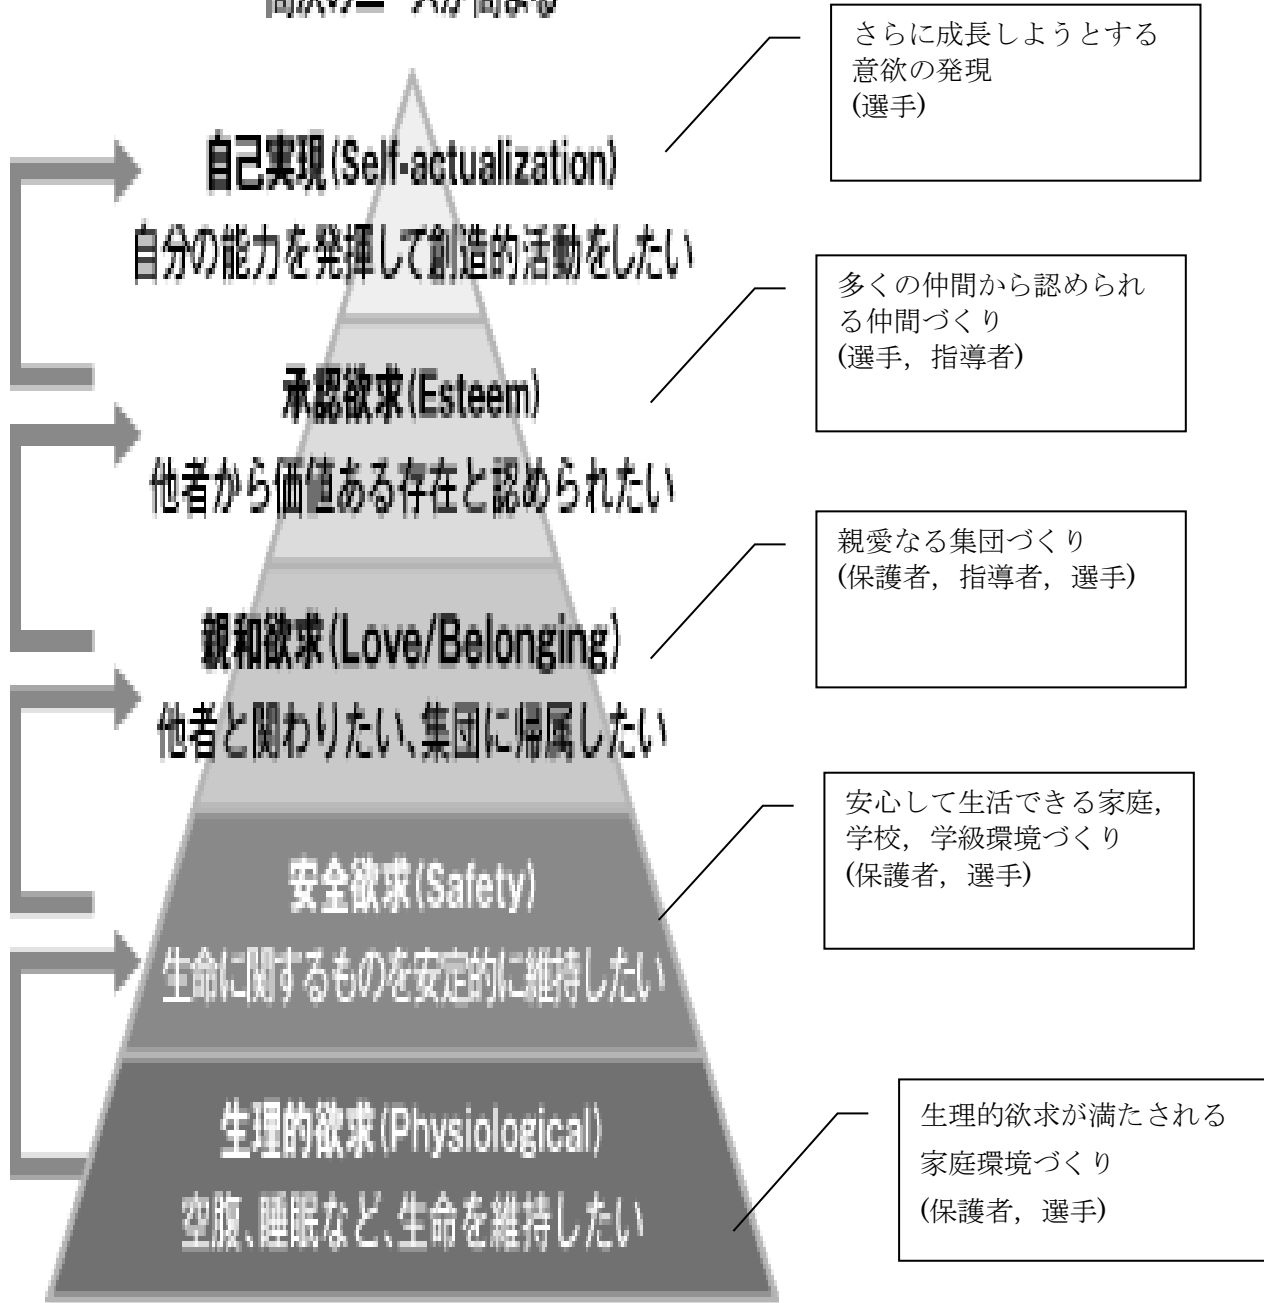 さらに成長しようとする
意欲の発現
(選手)
自己実現(Self-actualization)
自分の能力を発揮して創造的活動をしたい
多くの仲間から認められ
る仲間づくり
(選手，指導者)
承認欲求(Esteem)
他者から価値ある存在と認められたい
親愛なる集団づくり
(保護者，指導者，選手)
親和欲求(Love/Belonging)
他者と関わりたい、集団に帰属したい
安心して生活できる家庭，
学校，学級環境づくり
(保護者，選手)
安全欲求(Safety)
生命に関するものを安定的に維持したい
生理的欲求が満たされる
家庭環境づくり
(保護者，選手)
生理的欲求(Physiological)
空腹、睡眠など、生命を維持したい